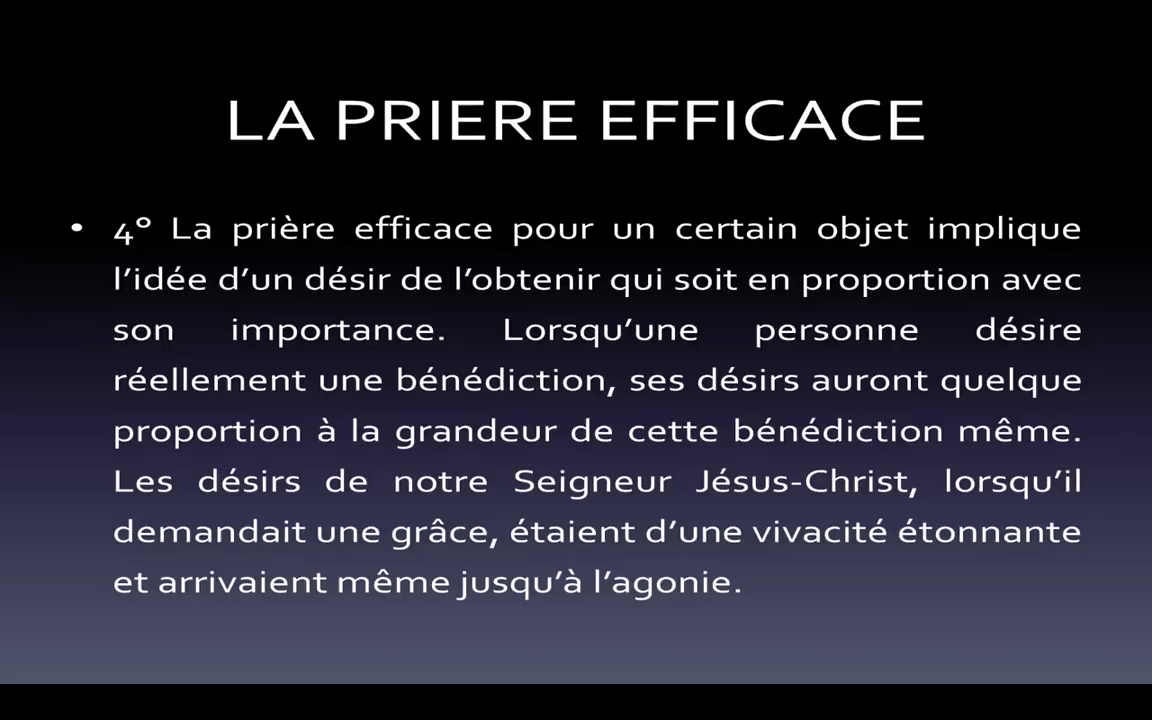 LA PRIERE EFFICACE
• 4° La prière efficace pour un certain objet implique
l’idée d’un désir de l’obtenir qui soit en proportion avec
son importance. Lorsqu’une personne désire
réellement une bénédiction, ses désirs auront quelque
proportion à la grandeur de cette bénédiction même.
Les désirs de notre Seigneur Jésus-Christ, lorsqu’il
demandait une grâce, étaient d’une vivacité étonnante
et arrivaient même jusqu’à l’agonie.